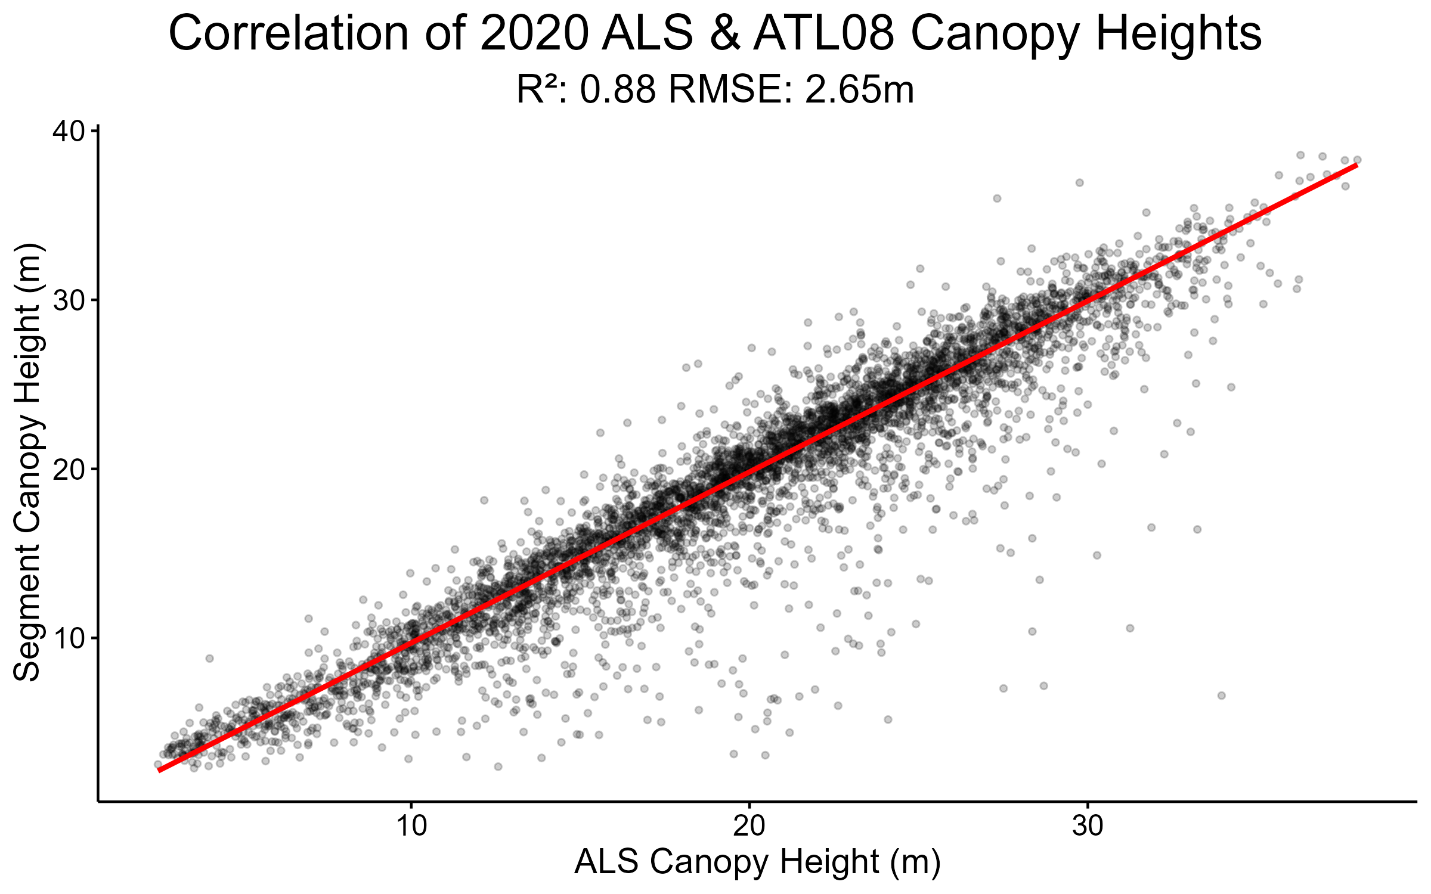 Correlation of 2020 ALS & ATL08 Canopy Heights
R²: 0.88 RMSE: 2.65m
Segment Canopy Height (m)
40
30
20
10
10 20 30
ALS Canopy Height (m)